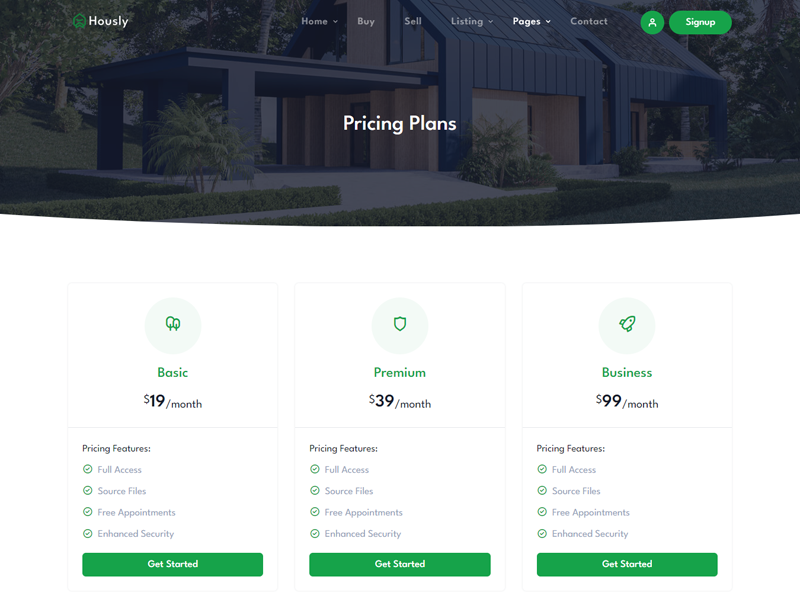 Hously
Home Buy Sell Listing Pages Contact Signup
Pricing Plans
Basic
$19/month
Pricing Features:
Full Access
Source Files
Free Appointments
Enhanced Security
Get Started
Premium
$39/month
Pricing Features:
Full Access
Source Files
Free Appointments
Enhanced Security
Get Started
Business
$99/month
Pricing Features:
Full Access
Source Files
Free Appointments
Enhanced Security
Get Started